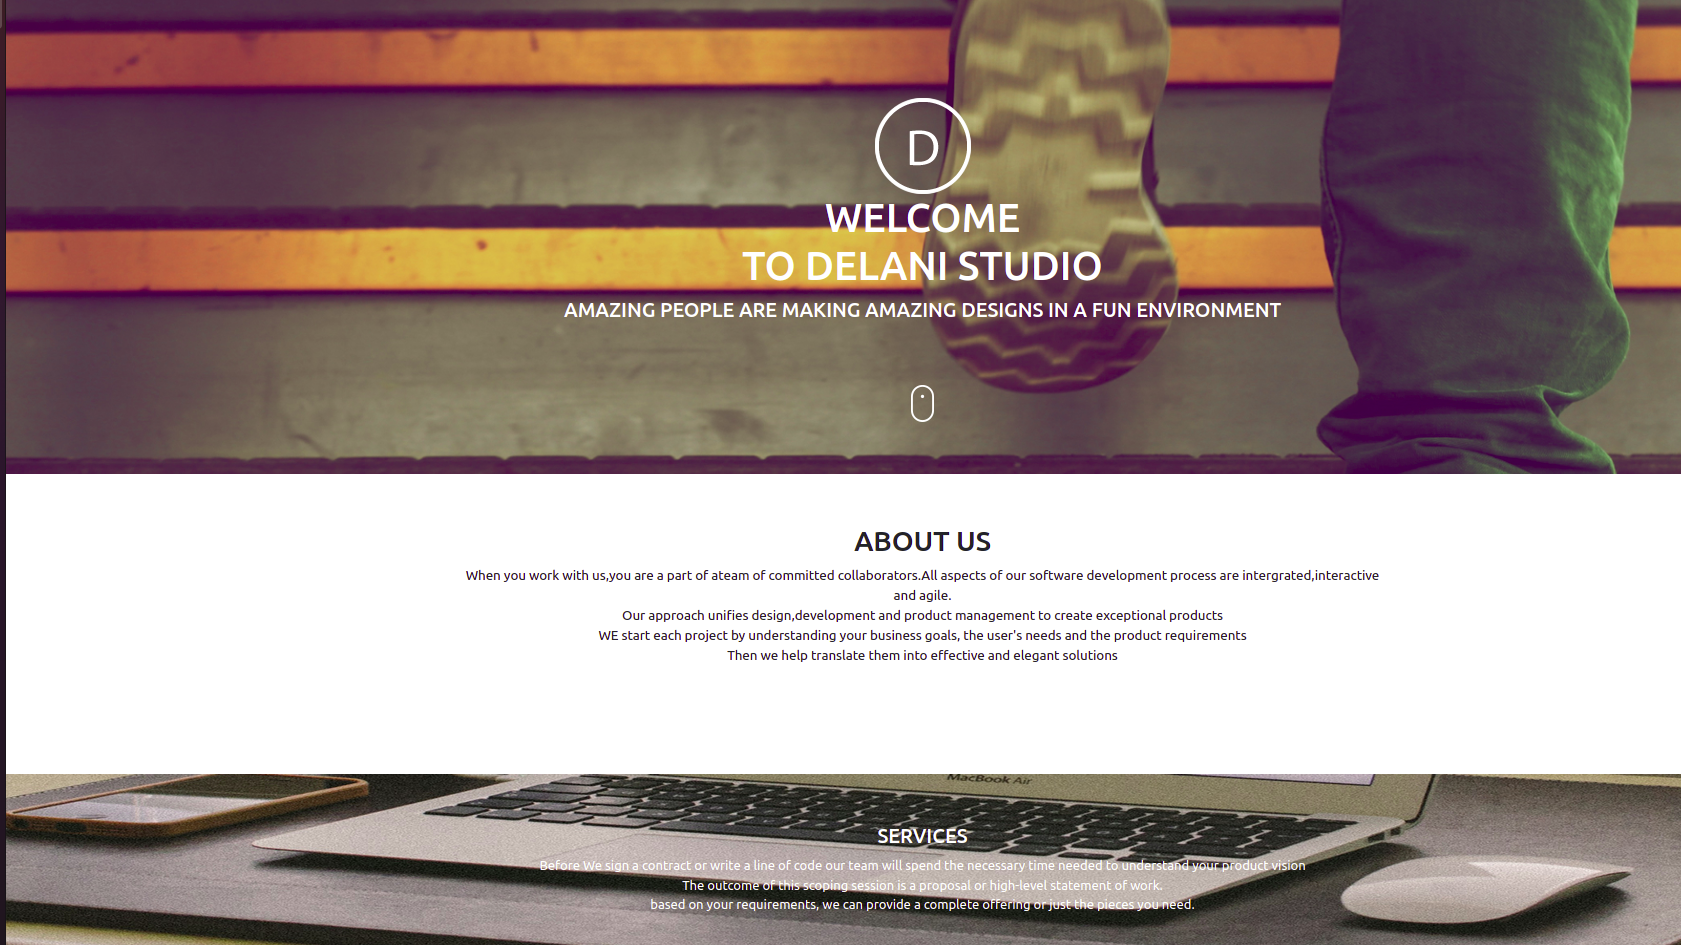 D
WELCOME
TO DELANI STUDIO
AMAZING PEOPLE ARE MAKING AMAZING DESIGNS IN A FUN ENVIRONMENT
ABOUT US
When you work with us,you are a part of ateam of committed collaborators.All aspects of our software development process are intergrated,interactive
and agile.
Our approach unifies design,development and product management to create exceptional products
WE start each project by understanding your business goals, the user's needs and the product requirements
Then we help translate them into effective and elegant solutions
MacBook Air
SERVICES
Before We sign a contract or write a line of code our team will spend the necessary time needed to understand your product vision
The outcome of this scoping session is a proposal or high-level statement of work.
based on your requirements, we can provide a complete offering or just the pieces you need.